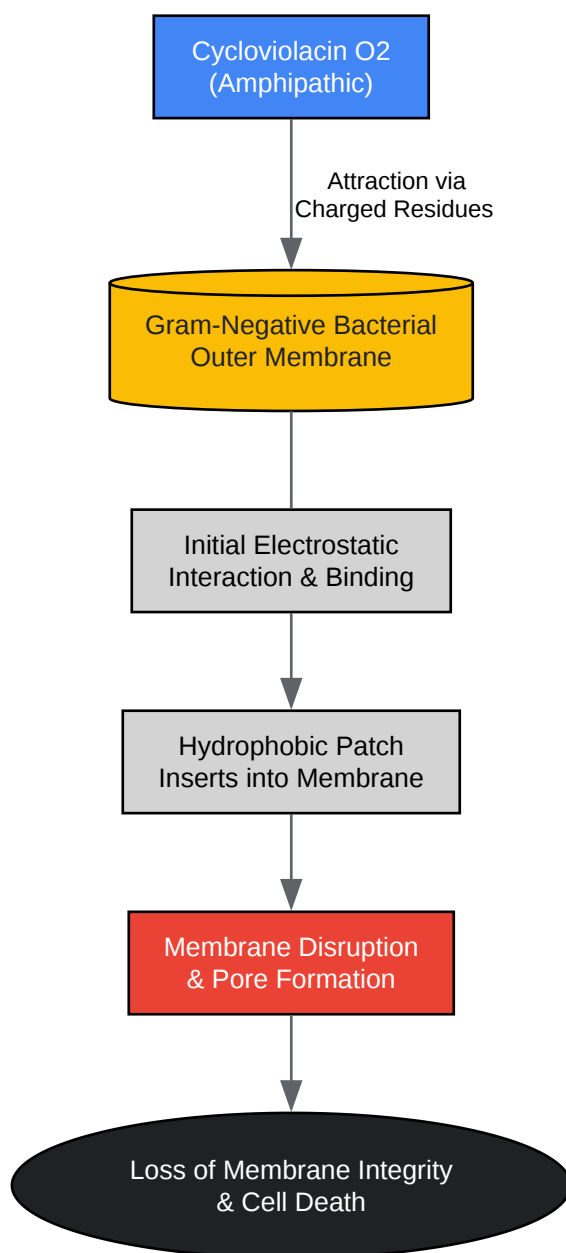 Cycloviolacin O2
(Amphipathic)
Attraction via
Charged Residues
Gram-Negative Bacterial
Outer Membrane
Initial Electrostatic
Interaction & Binding
Hydrophobic Patch
Inserts into Membrane
Membrane Disruption
& Pore Formation
Loss of Membrane Integrity
& Cell Death